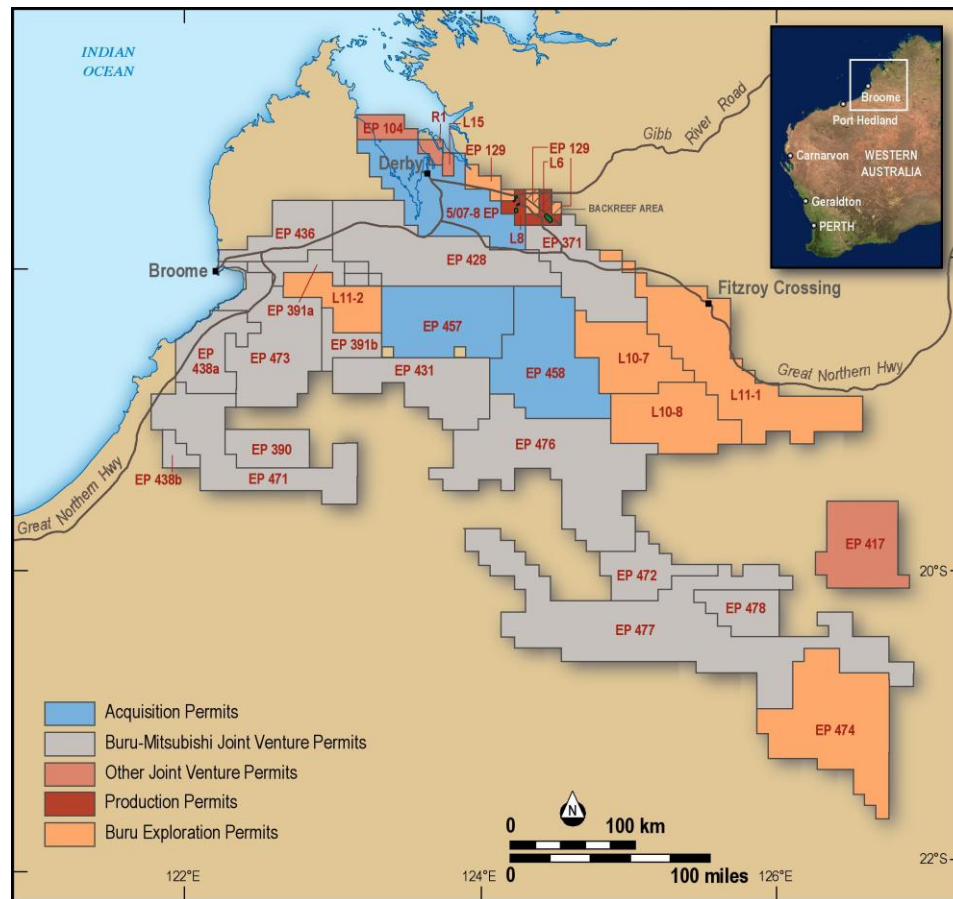 INDIAN
OCEAN
Broome
Port Hedland
Carnarvon
WESTERN
AUSTRALIA
Geraldton
PERTH
Gibb River Road
R1
L15
EP 104
EP 129
EP 129
L6
Derby
BACKREEF AREA
5/07-8 EP
L8
EP 371
EP 436
EP 428
Broome
Fitzroy Crossing
EP 391a
L11-2
EP 457
EP 391b
L10-7
EP
438a
EP 473
EP 431
EP 458
L11-1
Great Northern Hwy
L10-8
EP 390
EP 476
EP 438b
EP 471
Great Northern Hwy
EP 417
20°S
EP 472
EP 478
EP 477
EP 474
Acquisition Permits
Buru-Mitsubishi Joint Venture Permits
Other Joint Venture Permits
Production Permits
Buru Exploration Permits
N
0 100 km
0 100 miles
22°S
122°E
124°E
126°E